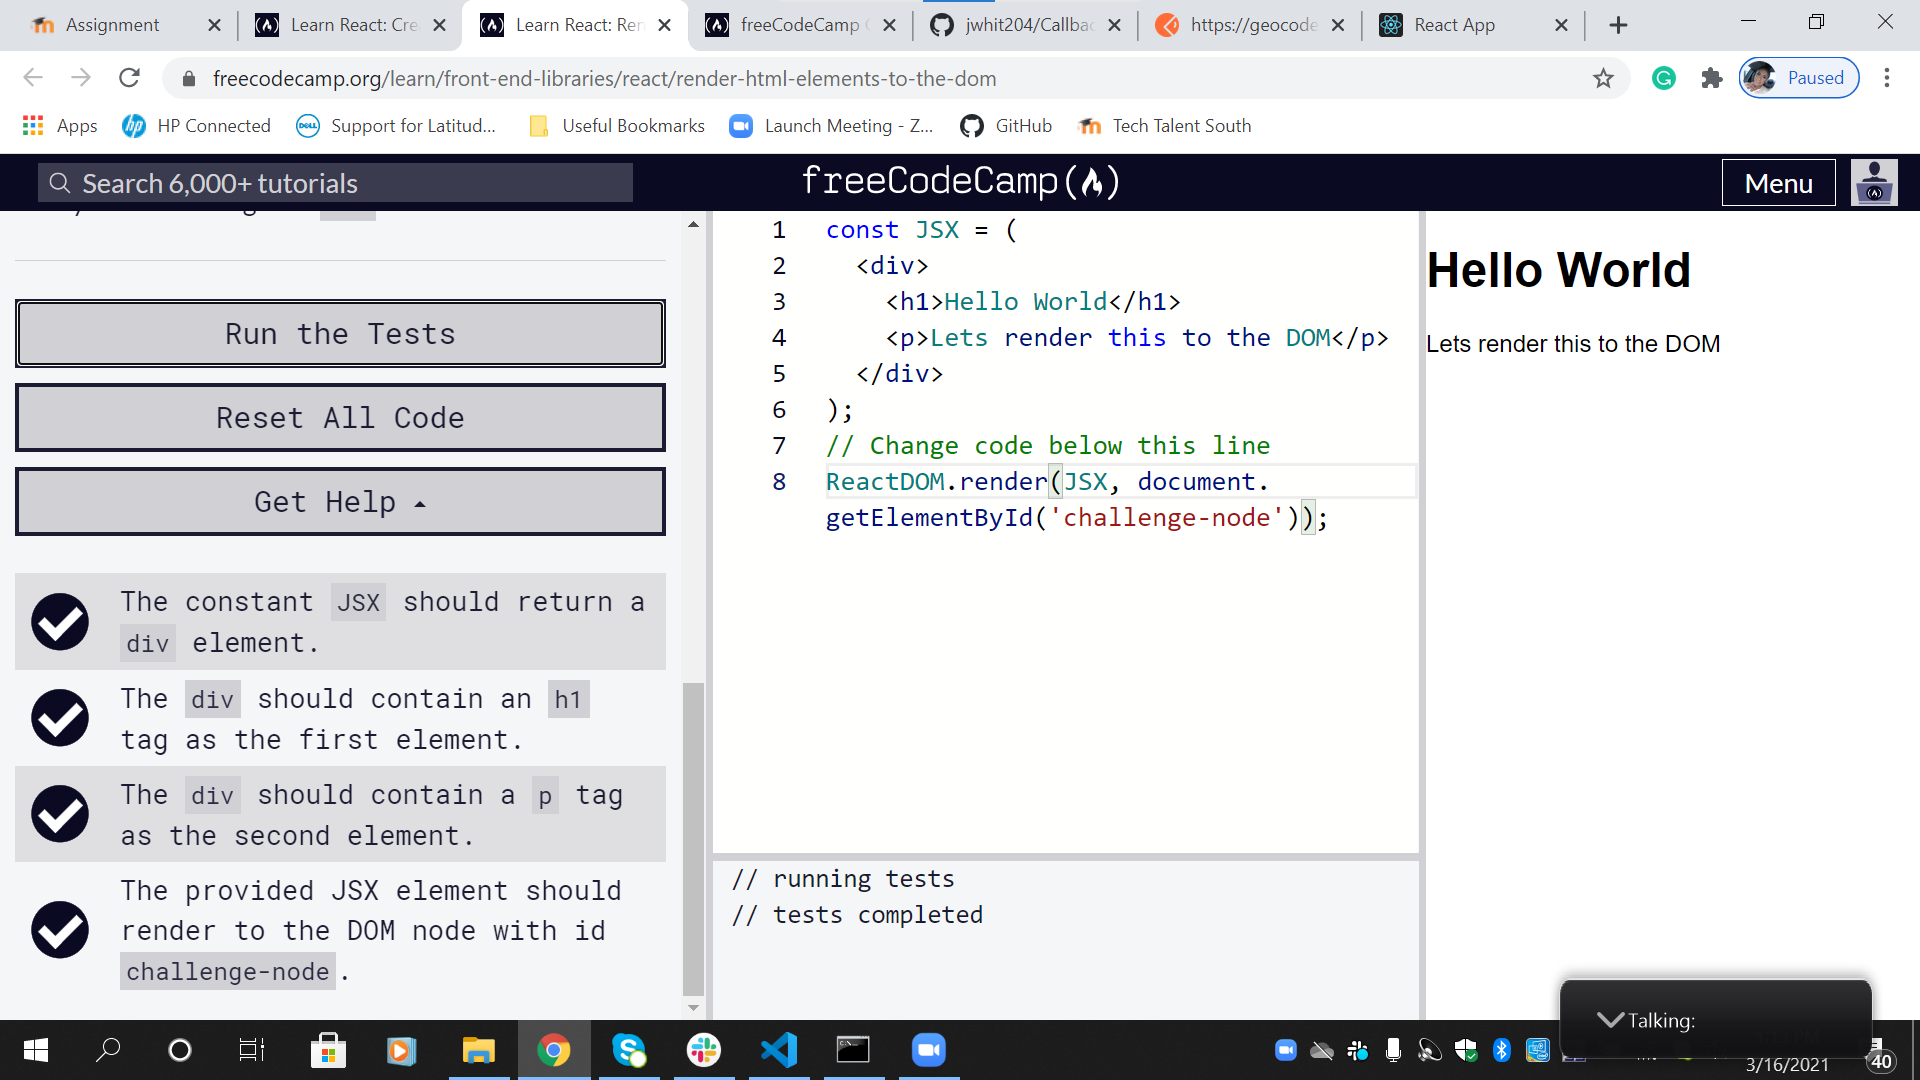 Assignment
Learn React: Cre
Learn React: Ren
freeCodeCamp
jwhit204/Callbac
https://geocode
React App
freecodecamp.org/learn/front-end-libraries/react/render-html-elements-to-the-dom
Paused
Apps
HP Connected
Support for Latitud...
Useful Bookmarks
Launch Meeting - Z...
GitHub
Tech Talent South
Search 6,000+ tutorials
freeCodeCamp
Menu
Run the Tests
Reset All Code
Get Help
The constant JSX should return a
div element.
The div should contain an h1
tag as the first element.
The div should contain a p tag
as the second element.
The provided JSX element should
render to the DOM node with id
challenge-node.
1 const JSX = (
2 <div>
3 <h1>Hello World</h1>
4 <p>Lets render this to the DOM</p>
5 </div>
6 );
7 // Change code below this line
8 ReactDOM.render(JSX, document.
getElementById('challenge-node'));
// running tests
// tests completed
Hello World
Lets render this to the DOM
Talking:
3/16/2021
40